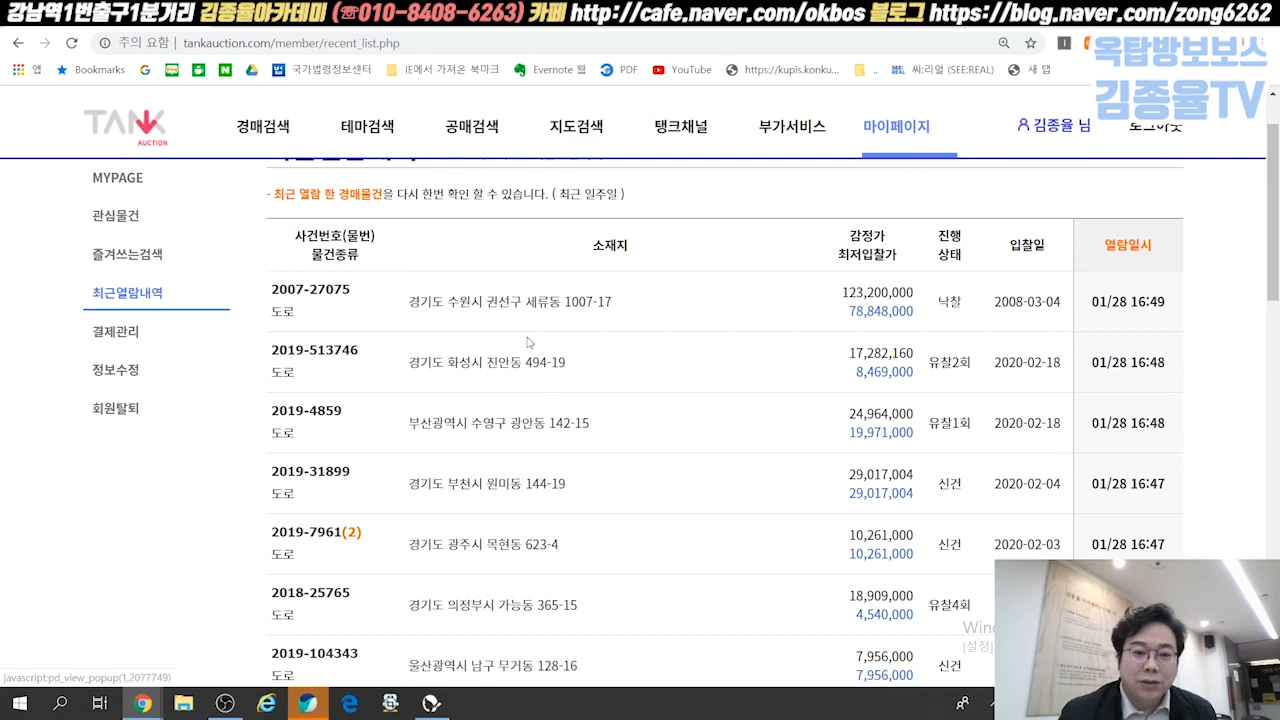 강남역1번출구1분거리 김종율아카데미 (☎010-8408-6263) 카페 http://cafe.naver.com/okbos 블로그 https://blog.naver.com/zong6262
주의 요함 | tankauction.com/member/recent_list.php
앱 Bookmarks 국가법령정보센터 IE에서 가져온 북마크 Evernote 웹 PDF YouTube https://kupis.konku... .. 씨:리얼 (SEE:REAL) 새 탭
옥탑방보보스
김종율TV
TANK AUCTION
경매검색 테마검색 공매검색 지도검색 탱크채널 부가서비스 마이페이지 김종율 님 로그아웃
MYPAGE
관심물건
즐겨쓰는검색
최근열람내역
결제관리
정보수정
회원탈퇴
- 최근 열람 한 경매물건을 다시 한번 확인 할 수 있습니다. ( 최근 일주일 )
사건번호(물번) 물건종류 소재지 감정가 최저입찰가 진행 상태 입찰일 열람일시
2007-27075 도로 경기도 수원시 권선구 세류동 1007-17 123,200,000 78,848,000 낙찰 2008-03-04 01/28 16:49
2019-513746 도로 경기도 화성시 진안동 494-19 17,282,160 8,469,000 유찰2회 2020-02-18 01/28 16:48
2019-4859 도로 부산광역시 수영구 광안동 142-15 24,964,000 19,971,000 유찰1회 2020-02-18 01/28 16:48
2019-31899 도로 경기도 부천시 원미동 144-19 29,017,004 29,017,004 신건 2020-02-04 01/28 16:47
2019-7961(2) 도로 경기도 광주시 목현동 623-4 10,261,000 10,261,000 신건 2020-02-03 01/28 16:47
2018-25765 도로 경기도 의정부시 가능동 365-15 18,909,000 4,540,000 유찰4회
2019-104343 도로 울산광역시 남구 무거동 128-16 7,956,000 7,956,000 신건
[설정]
javascript:pd_view_popup(1,2077749)